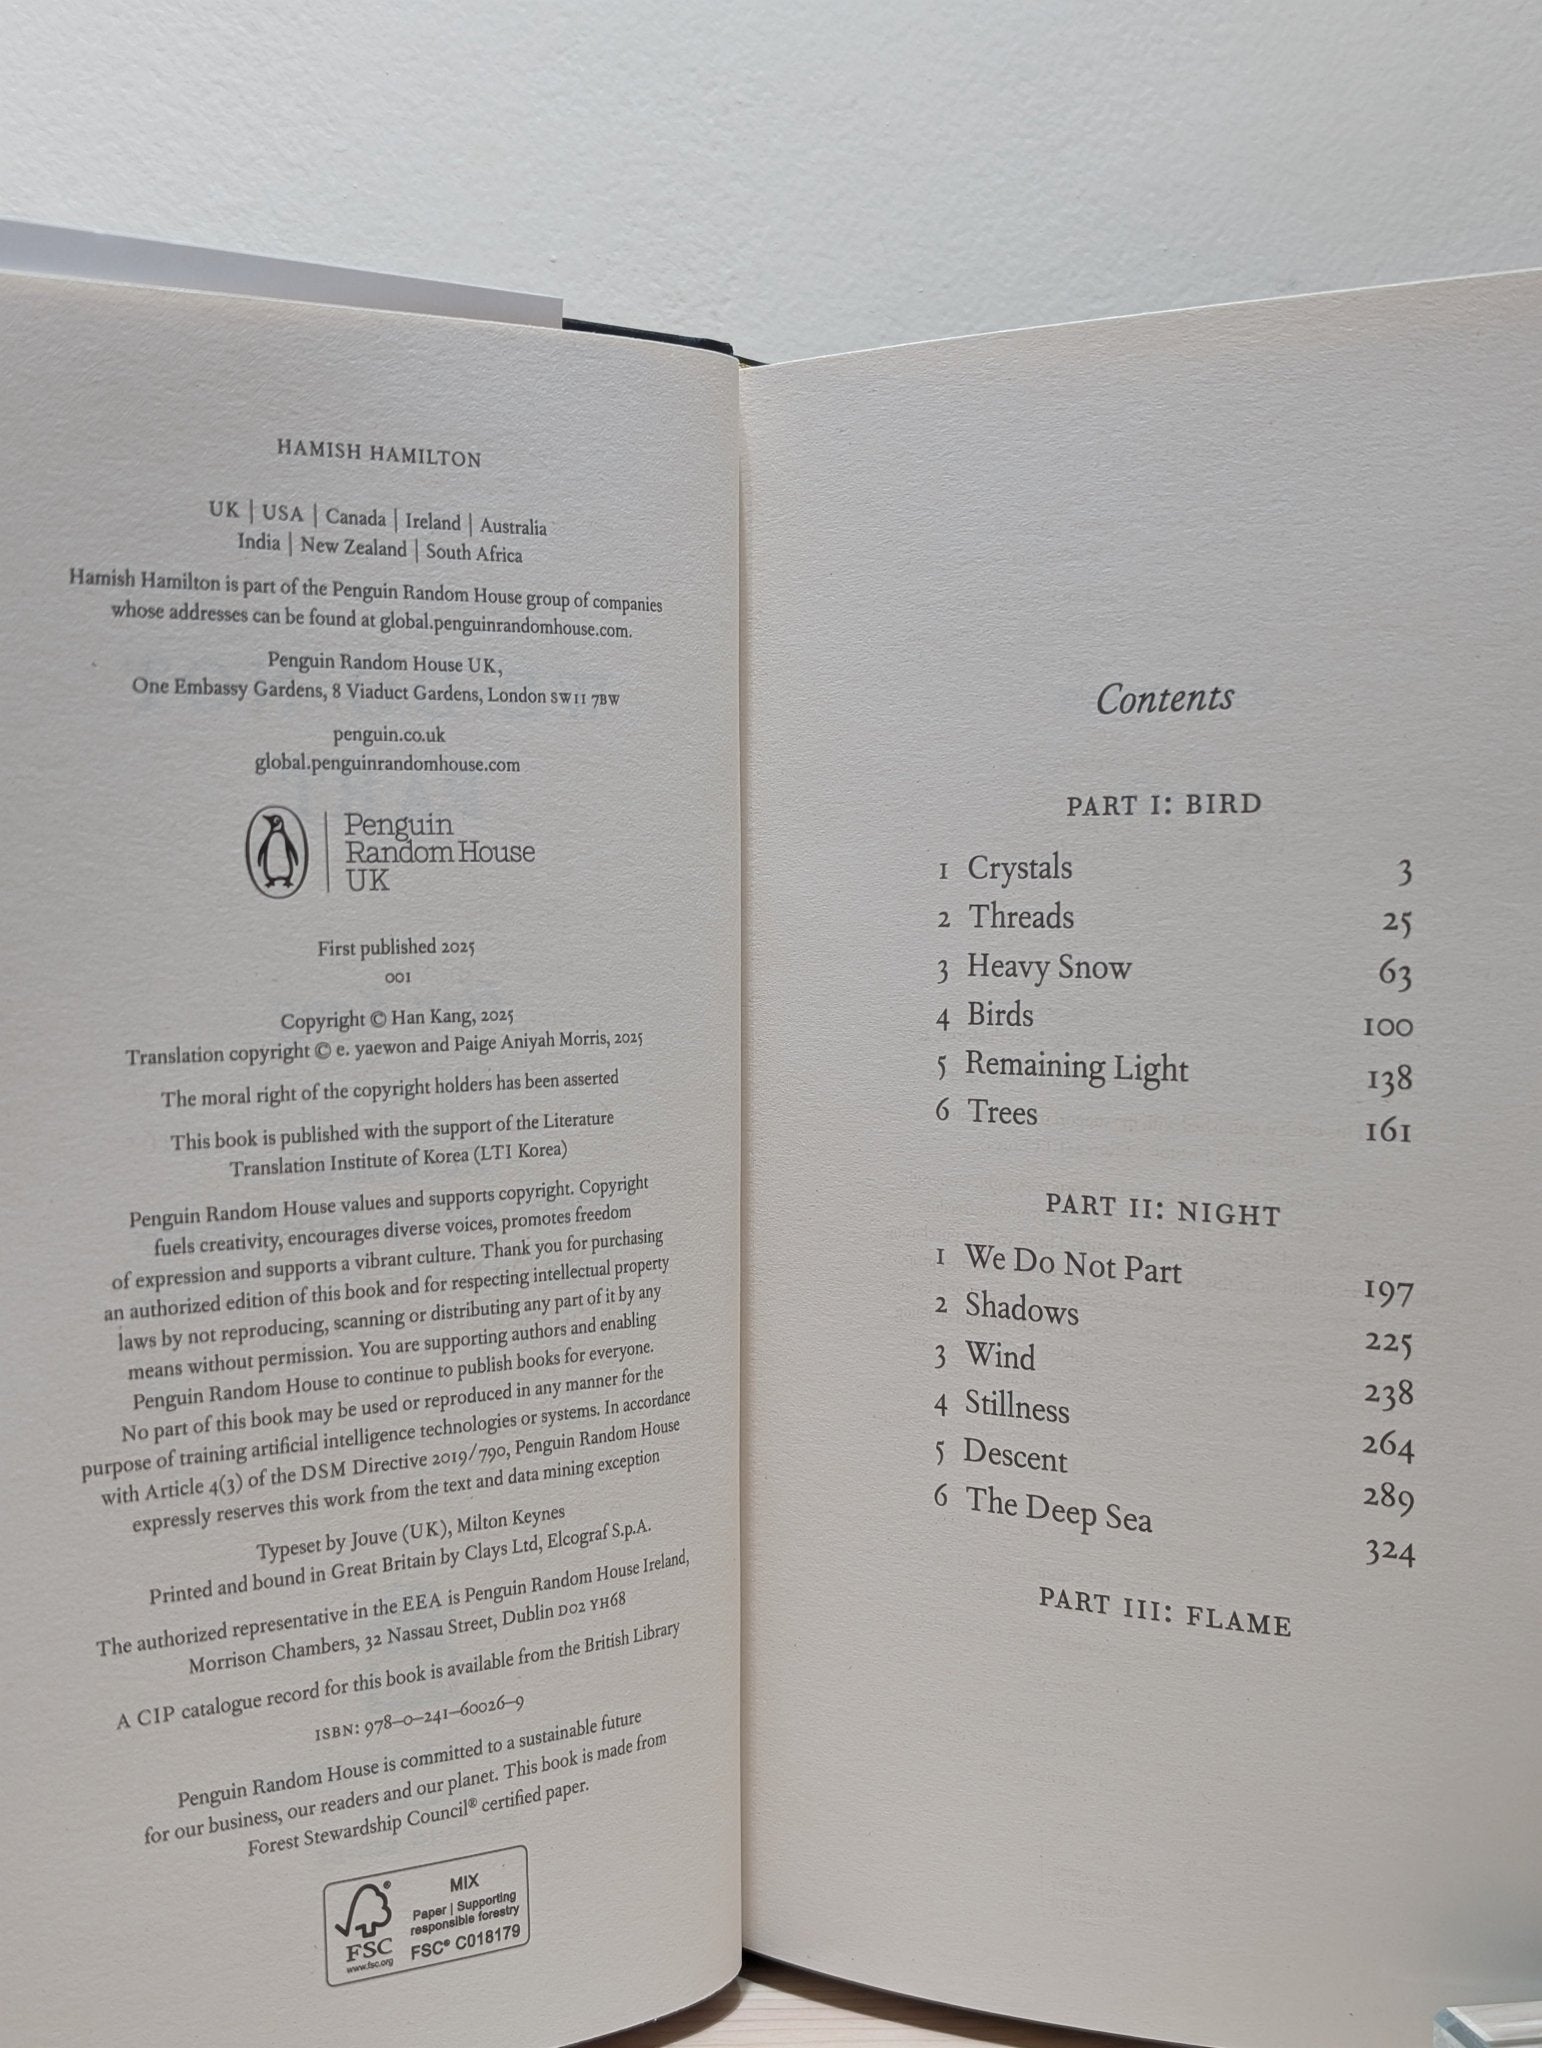 HAMISH HAMILTON
UK | USA | Canada | Ireland | Australia
India | New Zealand | South Africa
Hamish Hamilton is part of the Penguin Random House group of companies
whose addresses can be found at global.penguinrandomhouse.com.
Penguin Random House UK,
One Embassy Gardens, 8 Viaduct Gardens, London SW11 7BW
penguin.co.uk
global.penguinrandomhouse.com
Penguin
Random House
UK
First published 2025
001
Copyright © Han Kang, 2025
Translation copyright © e. yaewon and Paige Aniyah Morris, 2025
The moral right of the copyright holders has been asserted
This book is published with the support of the Literature
Translation Institute of Korea (LTI Korea)
Penguin Random House values and supports copyright. Copyright
fuels creativity, encourages diverse voices, promotes freedom
of expression and supports a vibrant culture. Thank you for purchasing
an authorized edition of this book and for respecting intellectual property
laws by not reproducing, scanning or distributing any part of it by any
means without permission. You are supporting authors and enabling
Penguin Random House to continue to publish books for everyone.
No part of this book may be used or reproduced in any manner for the
purpose of training artificial intelligence technologies or systems. In accordance
with Article 4(3) of the DSM Directive 2019/790, Penguin Random House
expressly reserves this work from the text and data mining exception
Typeset by Jouve (UK), Milton Keynes
Printed and bound in Great Britain by Clays Ltd, Elcograf S.p.A.
The authorized representative in the EEA is Penguin Random House Ireland,
Morrison Chambers, 32 Nassau Street, Dublin D02 YH68
A CIP catalogue record for this book is available from the British Library
ISBN: 978–0–241–60026–9
Penguin Random House is committed to a sustainable future
for our business, our readers and our planet. This book is made from
Forest Stewardship Council® certified paper.
®
FSC
www.fsc.org
MIX
Paper | Supporting
responsible forestry
FSC® C018179
Contents
PART I: BIRD
1 Crystals 3
2 Threads 25
3 Heavy Snow 63
4 Birds 100
5 Remaining Light 138
6 Trees 161
PART II: NIGHT
1 We Do Not Part 197
2 Shadows 225
3 Wind 238
4 Stillness 264
5 Descent 289
6 The Deep Sea 324
PART III: FLAME